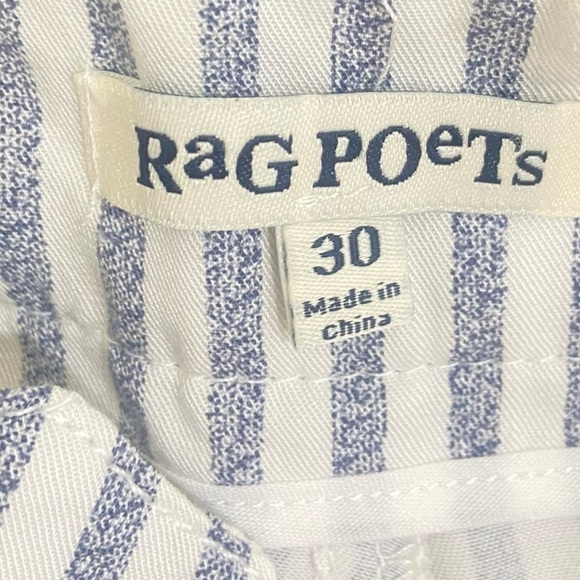 RaG POeTs
30
Made in
China